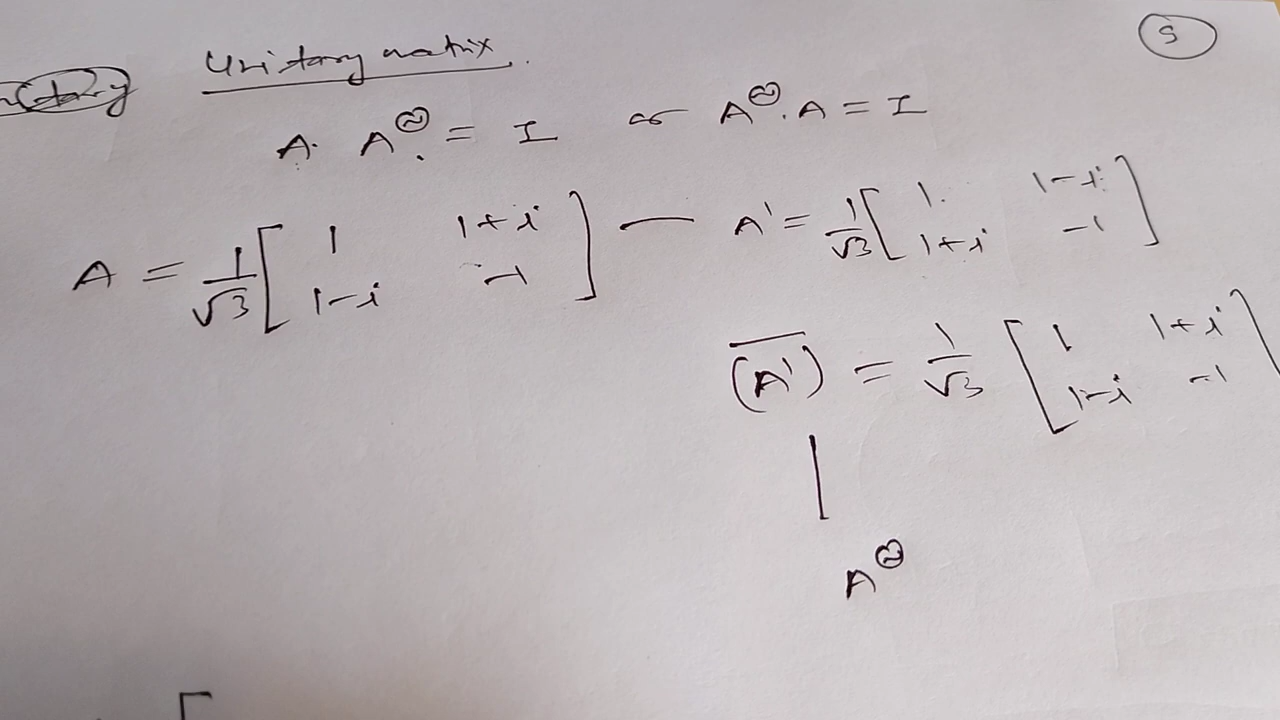 5
Unitary matrix.
A. A^Θ. = I or A^Θ. A = I
A = 1/√3 [ 1 1+i ; 1-i -1 ] — A' = 1/√3 [ 1. 1-i ; 1+i -1 ]
(A')‾ = 1/√3 [ 1 1+i ; 1-i -1 ]
|
A^Θ
[